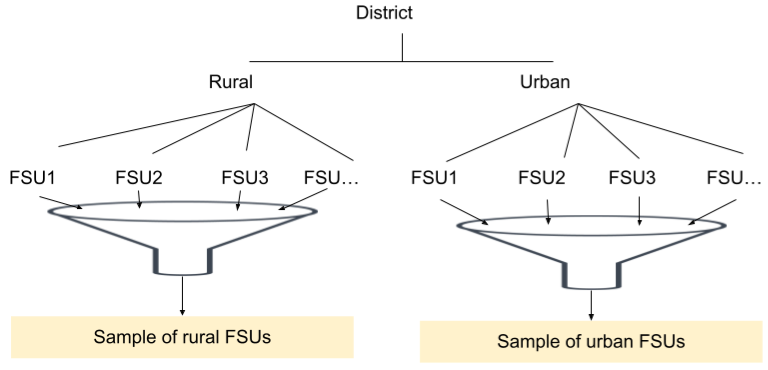 District
Rural
Urban
FSU1
FSU2
FSU3
FSU...
FSU1
FSU2
FSU3
FSU...
Sample of rural FSUs
Sample of urban FSUs